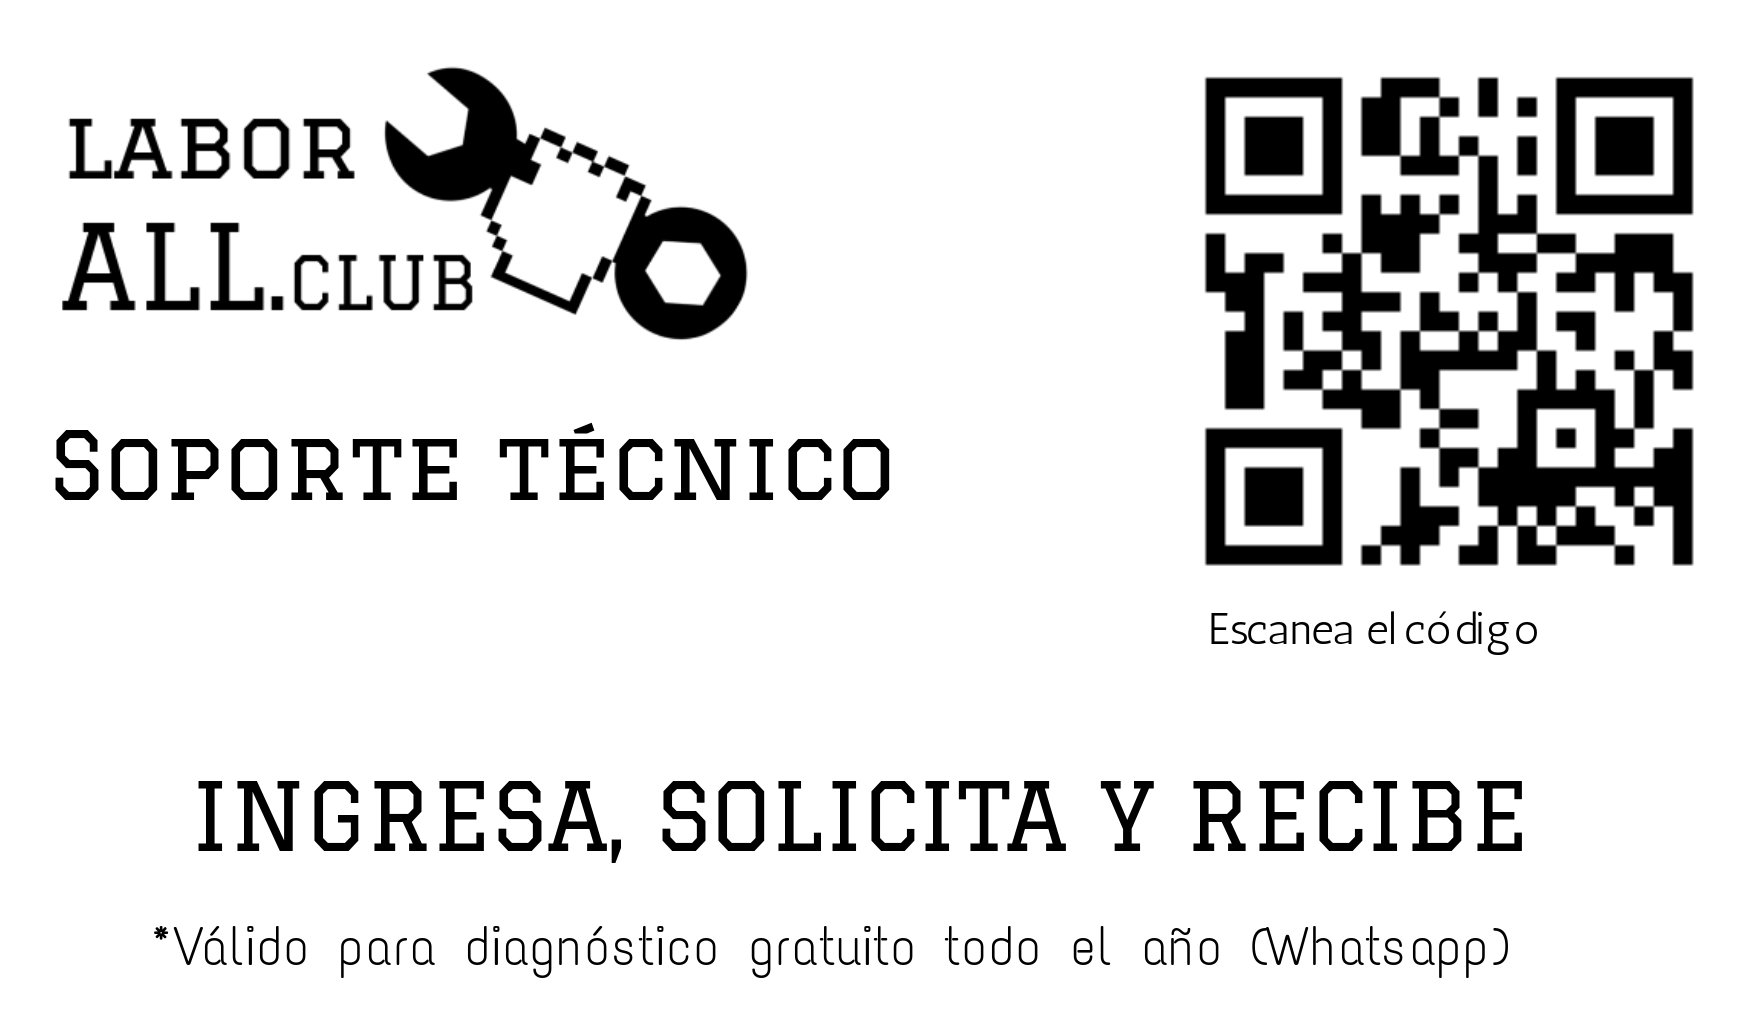 LABOR
ALL.CLUB
SOPORTE TÉCNICO
Escanea el código
INGRESA, SOLICITA Y RECIBE
*Válido para diagnóstico gratuito todo el año (Whatsapp)